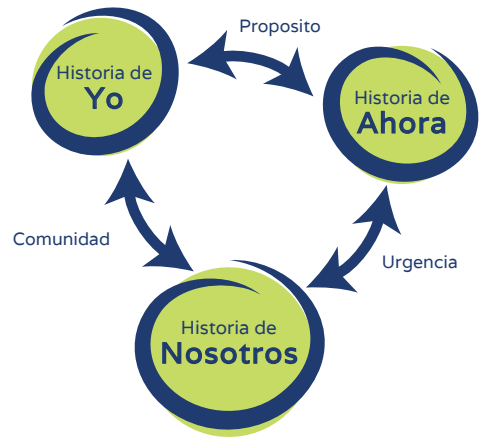 Proposito
Historia de
Yo
Historia de
Ahora
Comunidad
Urgencia
Historia de
Nosotros